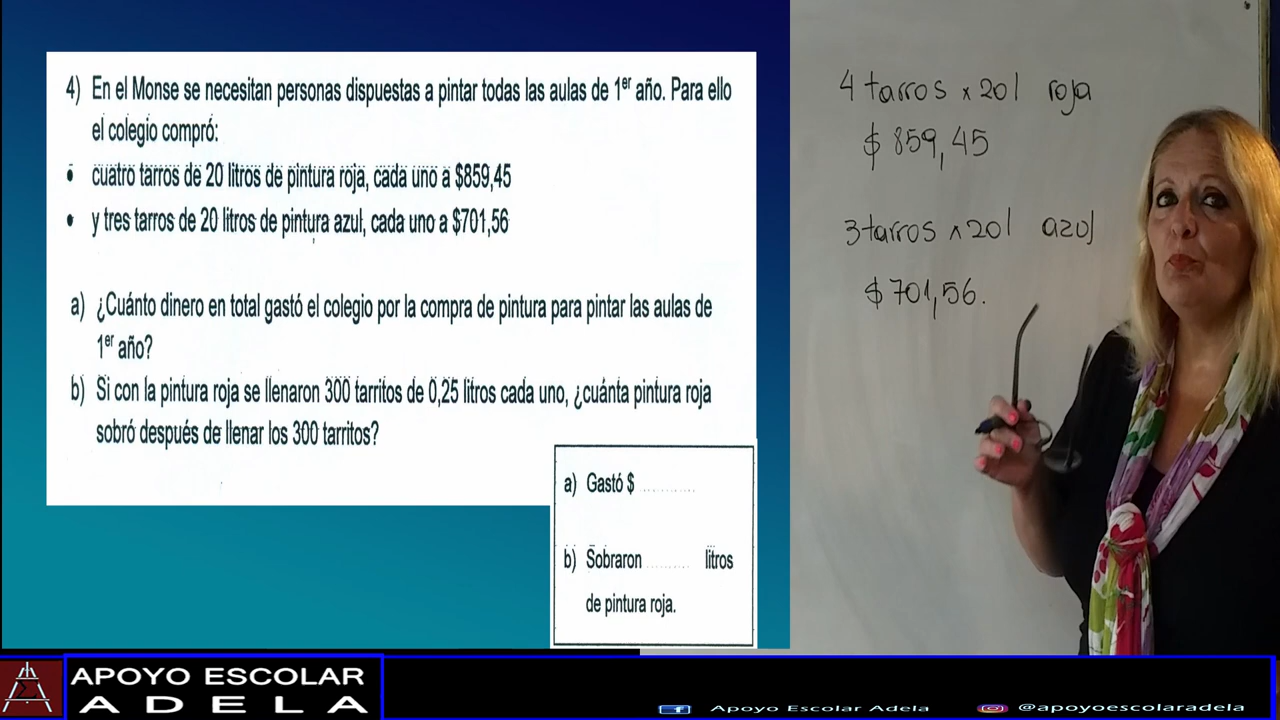 4) En el Monse se necesitan personas dispuestas a pintar todas las aulas de 1er año. Para ello
el colegio compró:
• cuatro tarros de 20 litros de pintura roja, cada uno a $859,45
• y tres tarros de 20 litros de pintura azul, cada uno a $701,56
a) ¿Cuánto dinero en total gastó el colegio por la compra de pintura para pintar las aulas de
1er año?
b) Si con la pintura roja se llenaron 300 tarritos de 0,25 litros cada uno, ¿cuánta pintura roja
sobró después de llenar los 300 tarritos?
a) Gastó $ ............
b) Sobraron ......... litros
de pintura roja.
4 tarros x 20 l roja
$ 859,45
3 tarros x 20 l azul
$ 701,56.
APOYO ESCOLAR
ADELA
Apoyo Escolar Adela @apoyoescolaradela